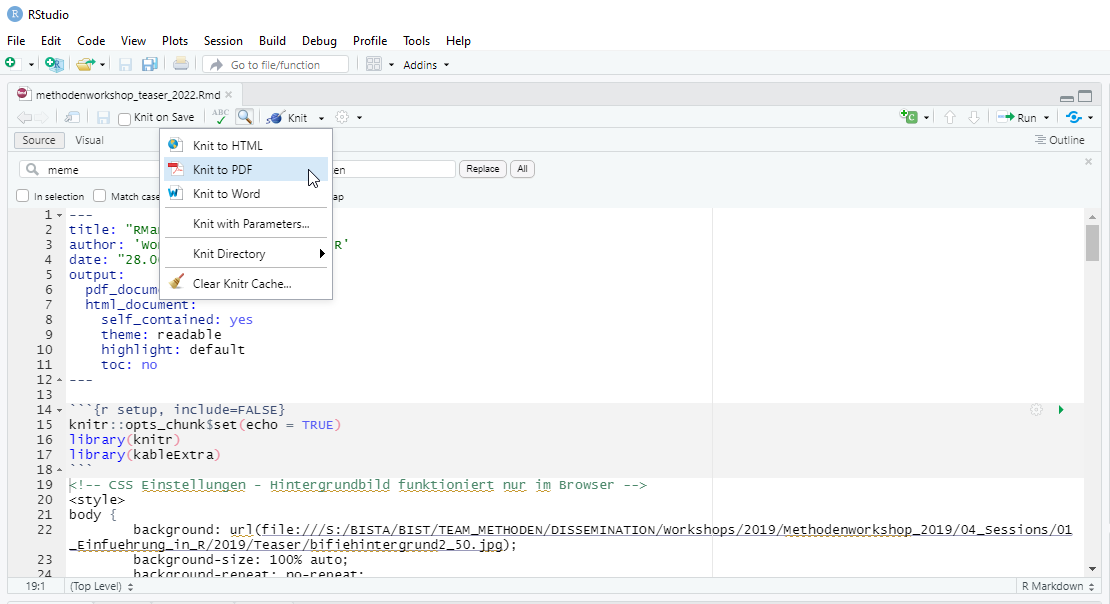 RStudio
File Edit Code View Plots Session Build Debug Profile Tools Help
Go to file/function Addins
methodenworkshop_teaser_2022.Rmd
Knit on Save ABC Knit Run
Source Visual Outline
Knit to HTML
Knit to PDF
Knit to Word
Knit with Parameters...
Knit Directory
Clear Knitr Cache...
meme en Replace All
In selection Match case ap
1 ---
2 title: "RMa
3 author: 'Wo R'
4 date: "28.0
5 output:
6 pdf_docum
7 html_document:
8 self_contained: yes
9 theme: readable
10 highlight: default
11 toc: no
12 ---
13
14 ```{r setup, include=FALSE}
15 knitr::opts_chunk$set(echo = TRUE)
16 library(knitr)
17 library(kableExtra)
18 ```
19 <!-- CSS Einstellungen - Hintergrundbild funktioniert nur im Browser -->
20 <style>
21 body {
22 background: url(file:///S:/BISTA/BIST/TEAM_METHODEN/DISSEMINATION/Workshops/2019/Methodenworkshop_2019/04_Sessions/01
_Einfuehrung_in_R/2019/Teaser/bifiehintergrund2_50.jpg);
23 background-size: 100% auto;
24 background-repeat: no-repeat;
19:1 (Top Level) R Markdown